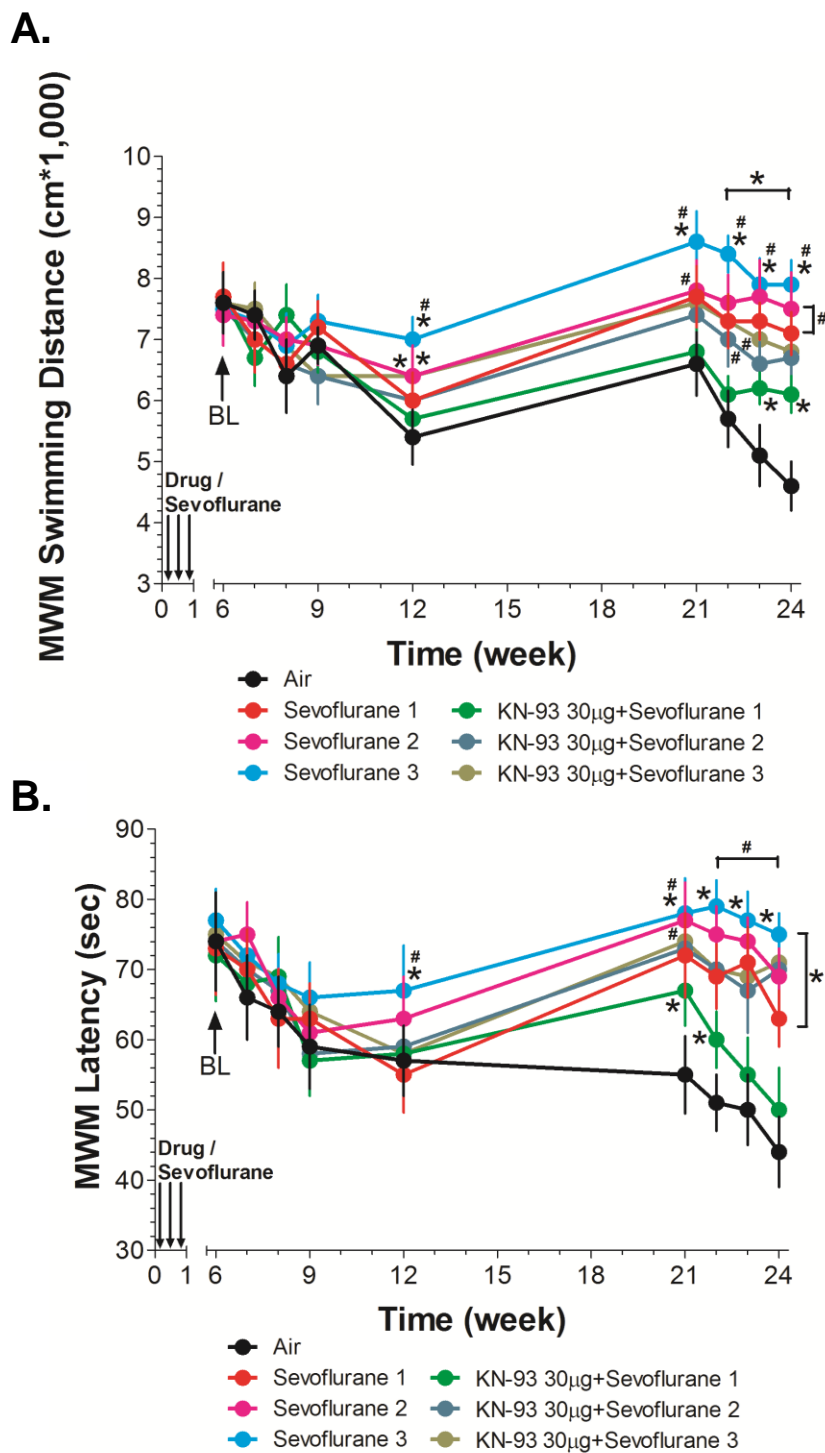 A.
MWM Swimming Distance (cm*1,000)
10
9
8
7
6
5
4
3
*
#
*
#
*
#
*
#
*
#
#
#
*
*
*
#
#
*
*
BL
Drug /
Sevoflurane
0 1 6 9 12 15 18 21 24
Time (week)
Air
Sevoflurane 1 KN-93 30μg+Sevoflurane 1
Sevoflurane 2 KN-93 30μg+Sevoflurane 2
Sevoflurane 3 KN-93 30μg+Sevoflurane 3
B.
MWM Latency (sec)
90
80
70
60
50
40
30
#
#
*
*
*
*
#
#
*
*
*
*
BL
Drug /
Sevoflurane
0 1 6 9 12 15 18 21 24
Time (week)
Air
Sevoflurane 1 KN-93 30μg+Sevoflurane 1
Sevoflurane 2 KN-93 30μg+Sevoflurane 2
Sevoflurane 3 KN-93 30μg+Sevoflurane 3